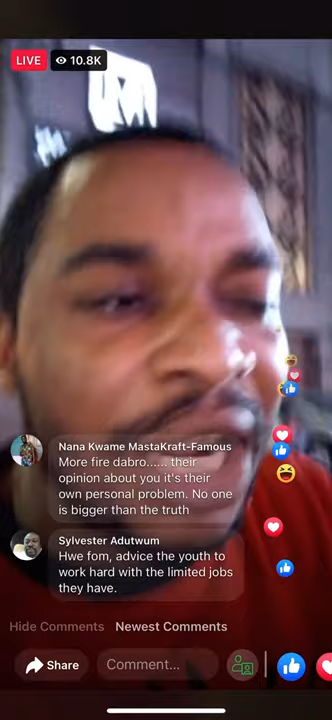 LIVE 10.8K
Nana Kwame MastaKraft-Famous
More fire dabro...... their
opinion about you it's their
own personal problem. No one
is bigger than the truth
Sylvester Adutwum
Hwe fom, advice the youth to
work hard with the limited jobs
they have.
Hide Comments Newest Comments
Share Comment...